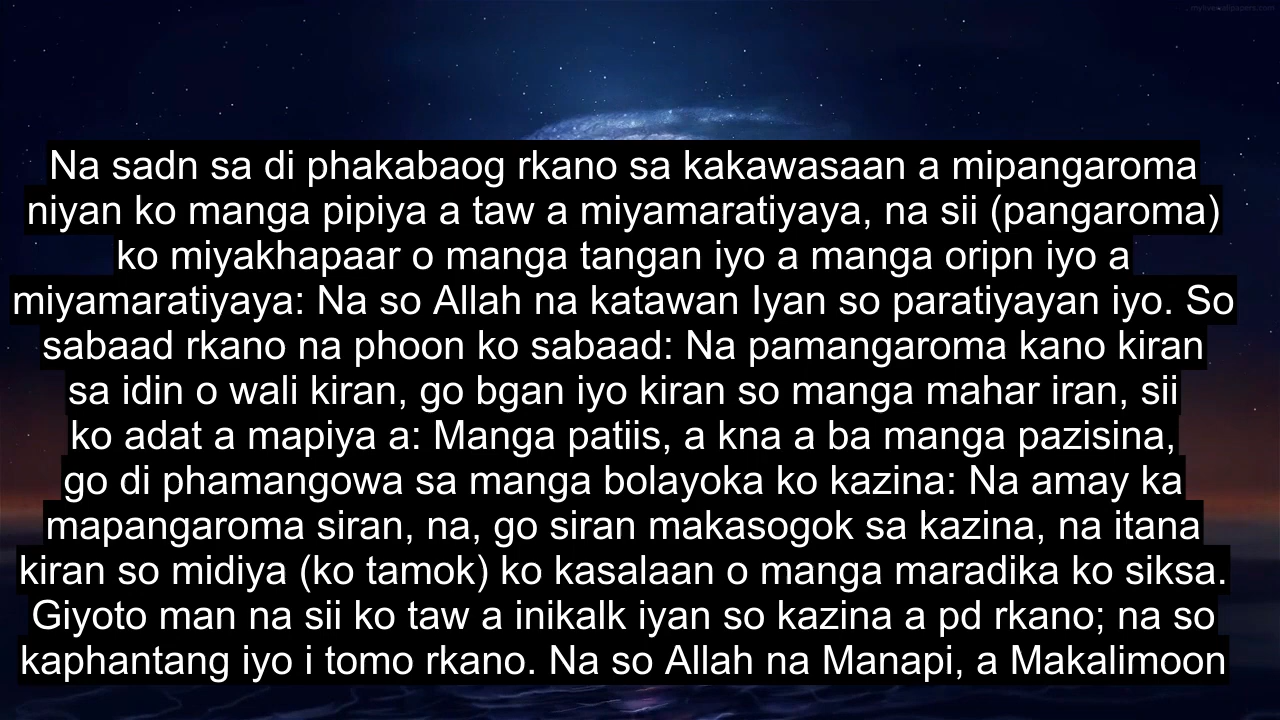 Na sadn sa di phakabaog rkano sa kakawasaan a mipangaroma
niyan ko manga pipiya a taw a miyamaratiyaya, na sii (pangaroma)
ko miyakhapaar o manga tangan iyo a manga oripn iyo a
miyamaratiyaya: Na so Allah na katawan Iyan so paratiyayan iyo. So
sabaad rkano na phoon ko sabaad: Na pamangaroma kano kiran
sa idin o wali kiran, go bgan iyo kiran so manga mahar iran, sii
ko adat a mapiya a: Manga patiis, a kna a ba manga pazisina,
go di phamangowa sa manga bolayoka ko kazina: Na amay ka
mapangaroma siran, na, go siran makasogok sa kazina, na itana
kiran so midiya (ko tamok) ko kasalaan o manga maradika ko siksa.
Giyoto man na sii ko taw a inikalk iyan so kazina a pd rkano; na so
kaphantang iyo i tomo rkano. Na so Allah na Manapi, a Makalimoon